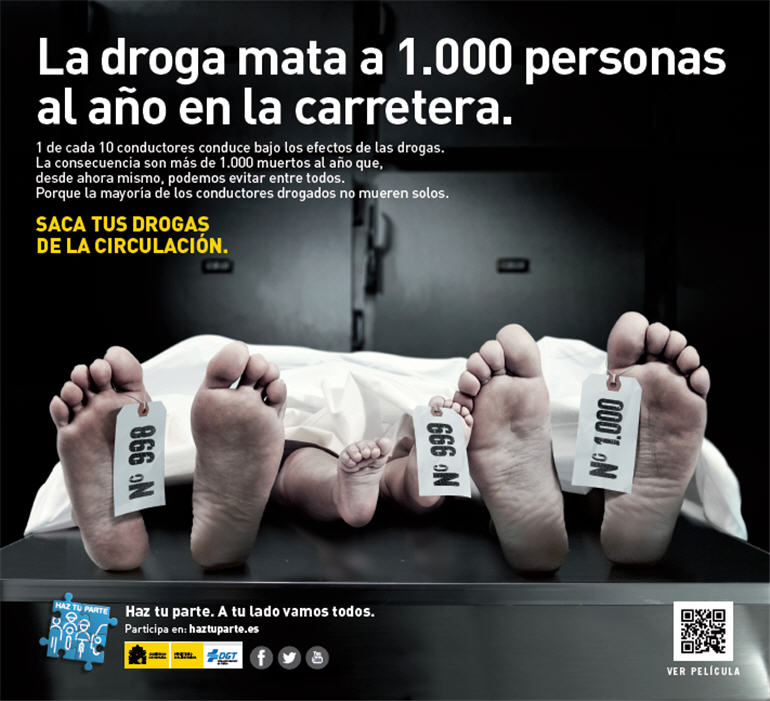 La droga mata a 1.000 personas
al año en la carretera.
1 de cada 10 conductores conduce bajo los efectos de las drogas.
La consecuencia son más de 1.000 muertos al año que,
desde ahora mismo, podemos evitar entre todos.
Porque la mayoría de los conductores drogados no mueren solos.
SACA TUS DROGAS
DE LA CIRCULACIÓN.
Nº 998
Nº 999
Nº 1.000
HAZ TU PARTE
Haz tu parte. A tu lado vamos todos.
Participa en: haztuparte.es
DGT
You
Tube
VER PELÍCULA